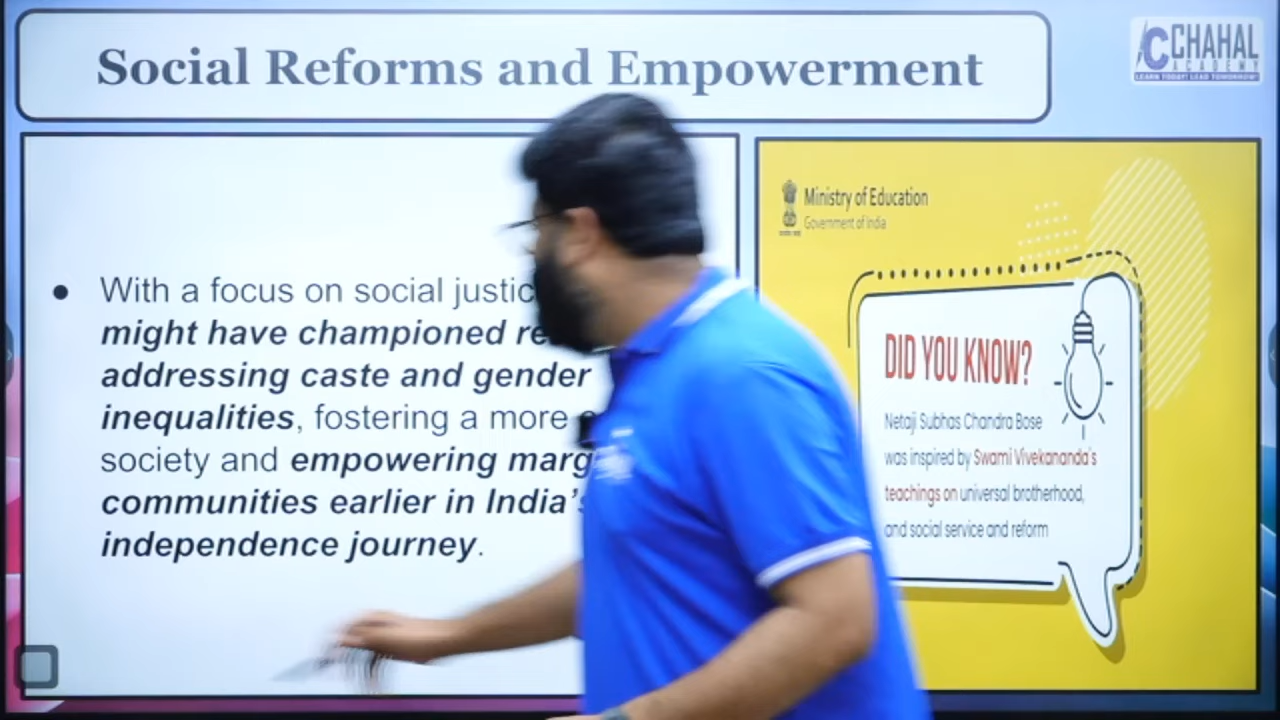 Social Reforms and Empowerment
CHAHAL
ACADEMY
LEARN TODAY! LEAD TOMORROW!
With a focus on social
might have championed
addressing caste and gender
inequalities, fostering a more
society and empowering
communities earlier in India's
independence journey.
Ministry of Education
Government of India
DID YOU KNOW?
Netaji Subhas Chandra Bose
was inspired by Swami Vivekananda's
teachings on universal brotherhood,
and social service and reform